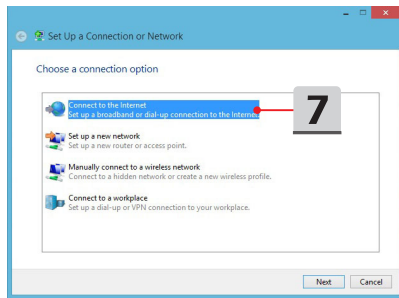 Set Up a Connection or Network
Choose a connection option
Connect to the Internet
Set up a broadband or dial-up connection to the Internet.
7
Set up a new network
Set up a new router or access point.
Manually connect to a wireless network
Connect to a hidden network or create a new wireless profile.
Connect to a workplace
Set up a dial-up or VPN connection to your workplace.
Next Cancel